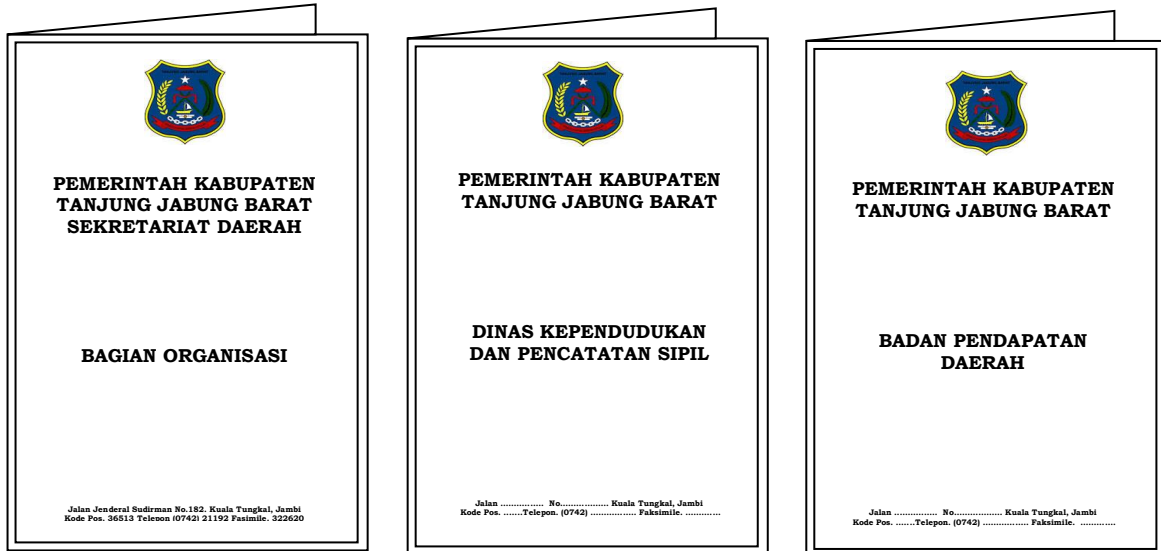 PEMERINTAH KABUPATEN
TANJUNG JABUNG BARAT
SEKRETARIAT DAERAH
BAGIAN ORGANISASI
Jalan Jenderal Sudirman No.182. Kuala Tungkal, Jambi
Kode Pos. 36513 Telepon (0742) 21192 Fasimile. 322620
PEMERINTAH KABUPATEN
TANJUNG JABUNG BARAT
DINAS KEPENDUDUKAN
DAN PENCATATAN SIPIL
Jalan ................ No................. Kuala Tungkal, Jambi
Kode Pos. .......Telepon. (0742) ................. Faksimile. .............
PEMERINTAH KABUPATEN
TANJUNG JABUNG BARAT
BADAN PENDAPATAN
DAERAH
Jalan ................ No................. Kuala Tungkal, Jambi
Kode Pos. .......Telepon. (0742) ................. Faksimile. .............